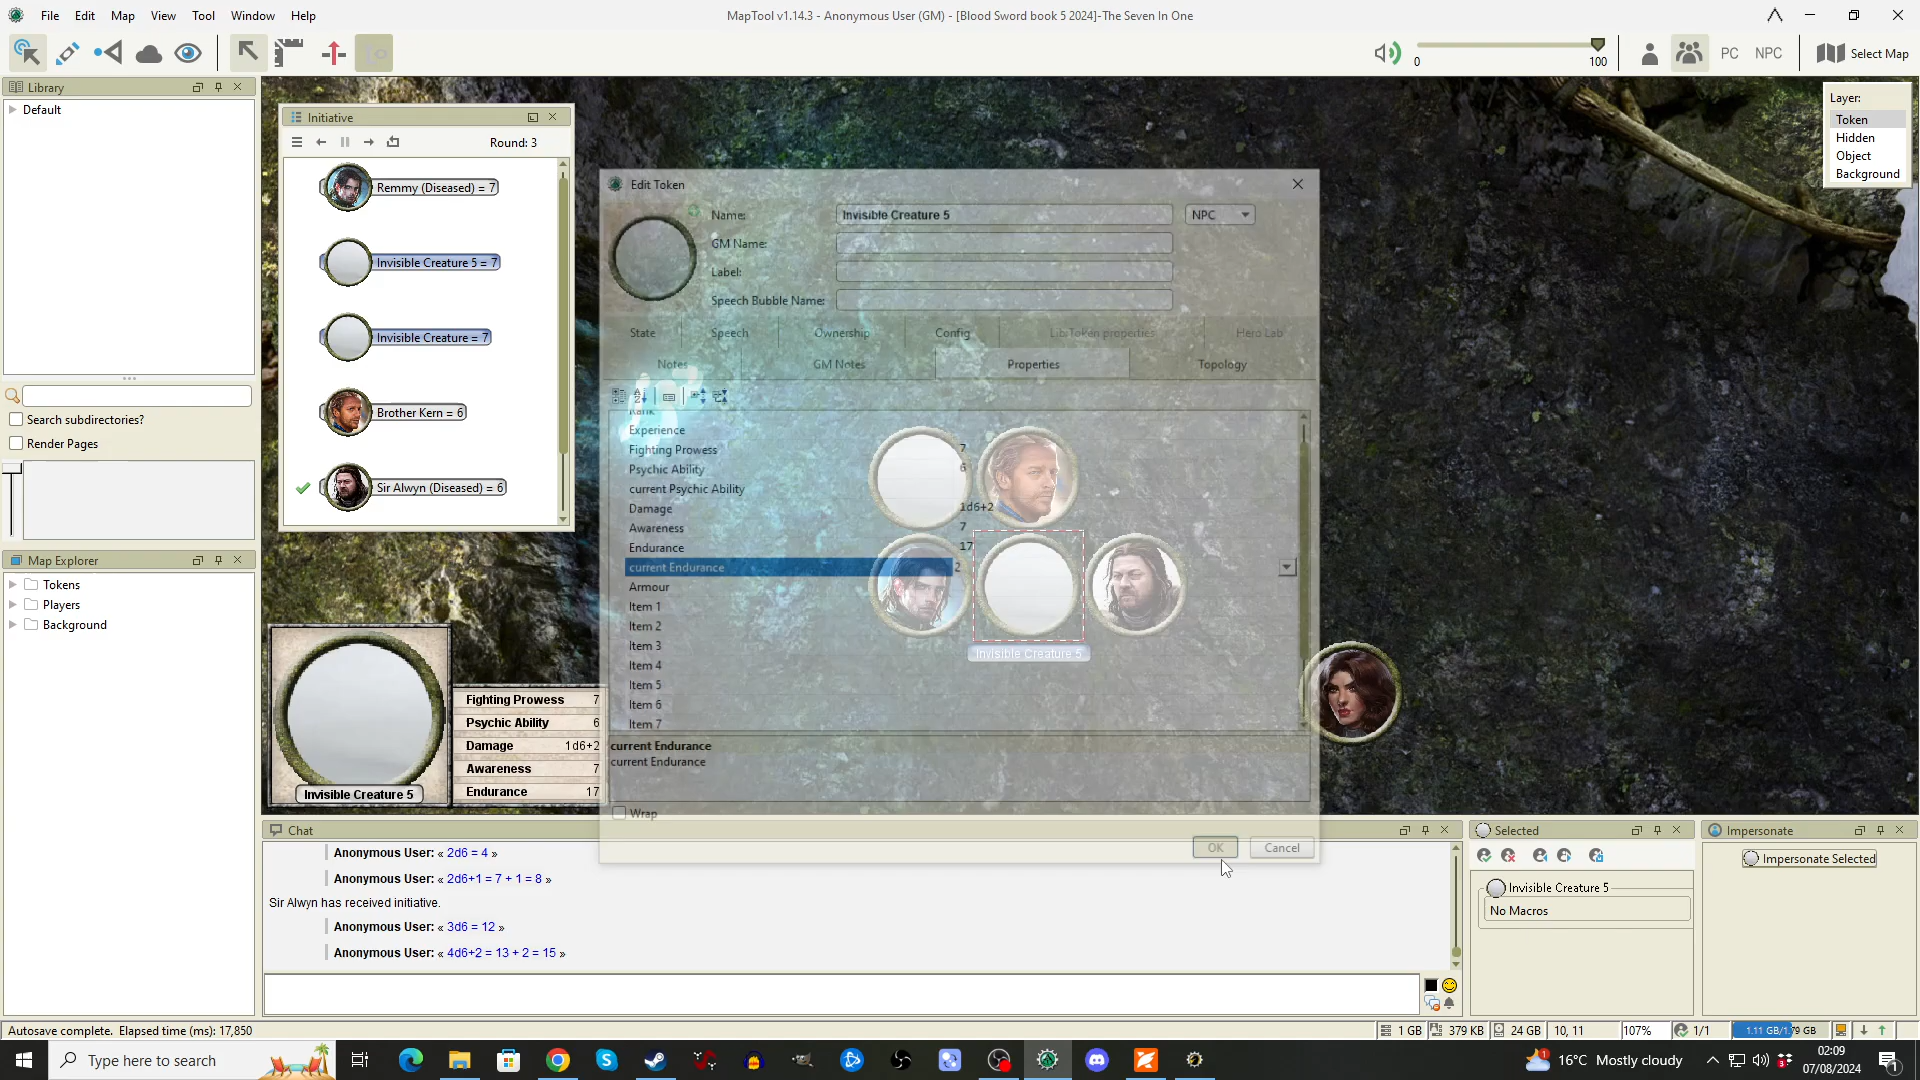 File Edit Map View Tool Window Help
MapTool v1.14.3 - Anonymous User (GM) - [Blood Sword book 5 2024]-The Seven In One
0 100
PC NPC Select Map
Library
Default
Search subdirectories?
Render Pages
Map Explorer
Tokens
Players
Background
Initiative
Round: 3
Remmy (Diseased) = 7
Invisible Creature 5 = 7
Invisible Creature = 7
Brother Kern = 6
Sir Alwyn (Diseased) = 6
Layer:
Token
Hidden
Object
Background
Edit Token
Name: Invisible Creature 5 NPC
GM Name:
Label:
Speech Bubble Name:
State Speech Ownership Config Lib:Token properties Hero Lab
Notes GM Notes Properties Topology
Rank
Experience
Fighting Prowess 7
Psychic Ability 6
current Psychic Ability
Damage 1d6+2
Awareness 7
Endurance 17
current Endurance 2
Armour
Item 1
Item 2
Item 3
Item 4
Item 5
Item 6
Item 7
current Endurance
current Endurance
Wrap
OK Cancel
Invisible Creature 5
Invisible Creature 5
Fighting Prowess 7
Psychic Ability 6
Damage 1d6+2
Awareness 7
Endurance 17
Chat
Anonymous User: « 2d6 = 4 »
Anonymous User: « 2d6+1 = 7 + 1 = 8 »
Sir Alwyn has received initiative.
Anonymous User: « 3d6 = 12 »
Anonymous User: « 4d6+2 = 13 + 2 = 15 »
Selected
Invisible Creature 5
No Macros
Impersonate
Impersonate Selected
Autosave complete. Elapsed time (ms): 17,850
1 GB 379 KB 24 GB 10, 11 107% 1/1 1.11 GB/1.79 GB
Type here to search
16°C Mostly cloudy
02:09
07/08/2024